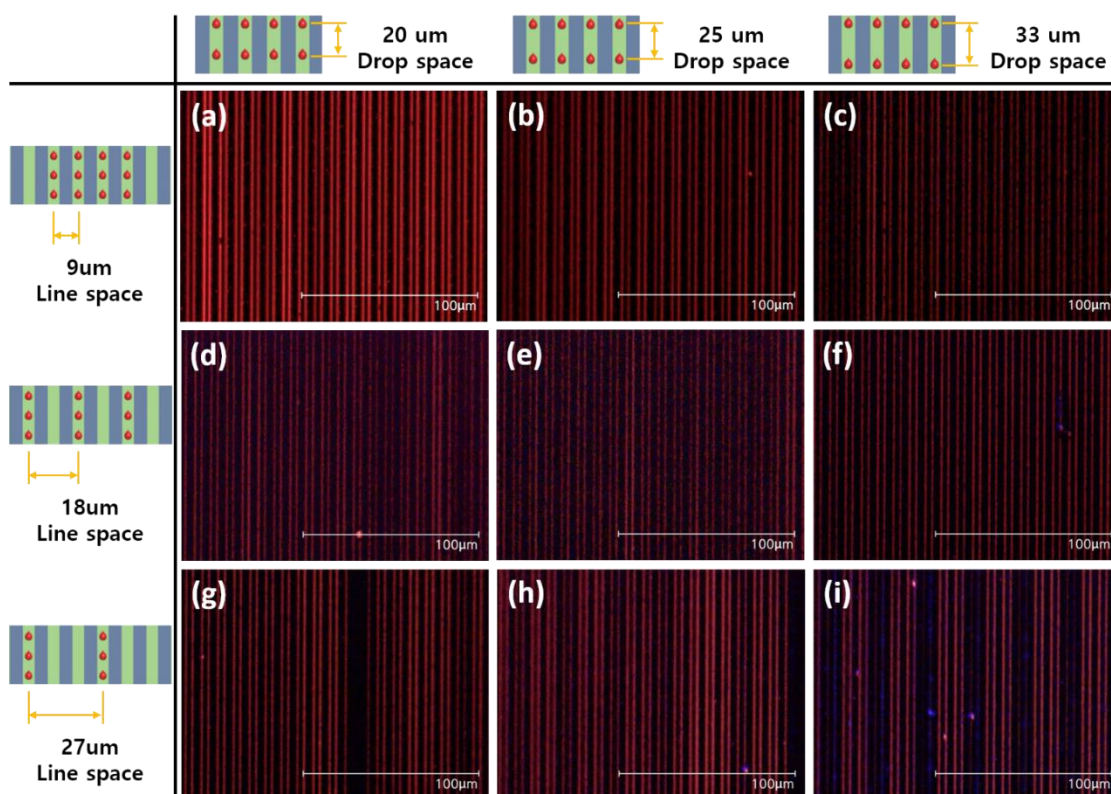 20 um
Drop space
25 um
Drop space
33 um
Drop space
9um
Line space
(a)
100µm
(b)
100µm
(c)
100µm
18um
Line space
(d)
100µm
(e)
100µm
(f)
100µm
27um
Line space
(g)
100µm
(h)
100µm
(i)
100µm